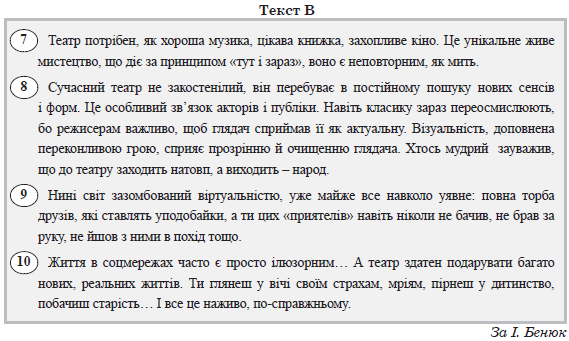 Текст В
7 Театр потрібен, як хороша музика, цікава книжка, захопливе кіно. Це унікальне живе
мистецтво, що діє за принципом «тут і зараз», воно є неповторним, як мить.
8 Сучасний театр не закостенілий, він перебуває в постійному пошуку нових сенсів
і форм. Це особливий зв’язок акторів і публіки. Навіть класику зараз переосмислюють,
бо режисерам важливо, щоб глядач сприймав її як актуальну. Візуальність, доповнена
переконливою грою, сприяє прозрінню й очищенню глядача. Хтось мудрий зауважив,
що до театру заходить натовп, а виходить – народ.
9 Нині світ зазомбований віртуальністю, уже майже все навколо уявне: повна торба
друзів, які ставлять уподобайки, а ти цих «приятелів» навіть ніколи не бачив, не брав за
руку, не йшов з ними в похід тощо.
10 Життя в соцмережах часто є просто ілюзорним… А театр здатен подарувати багато
нових, реальних життів. Ти глянеш у вічі своїм страхам, мріям, пірнеш у дитинство,
побачиш старість… І все це наживо, по-справжньому.
За І. Бенюк